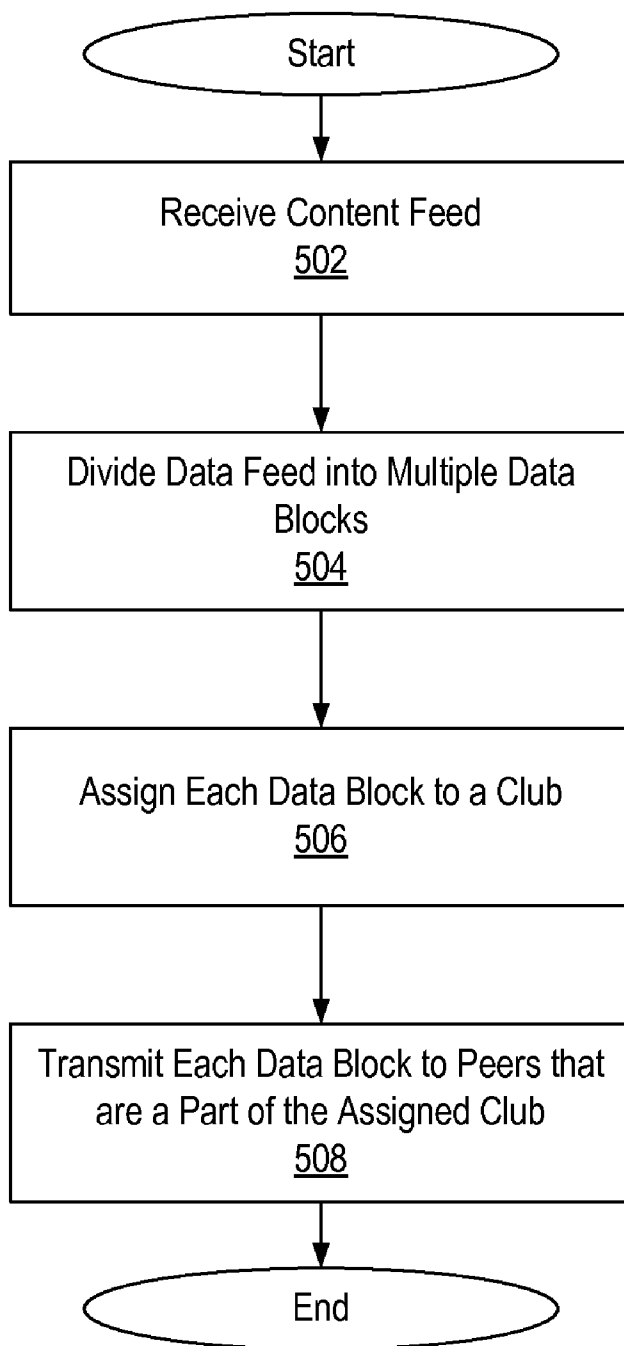 Start
Receive Content Feed
502
Divide Data Feed into Multiple Data
Blocks
504
Assign Each Data Block to a Club
506
Transmit Each Data Block to Peers that
are a Part of the Assigned Club
508
End